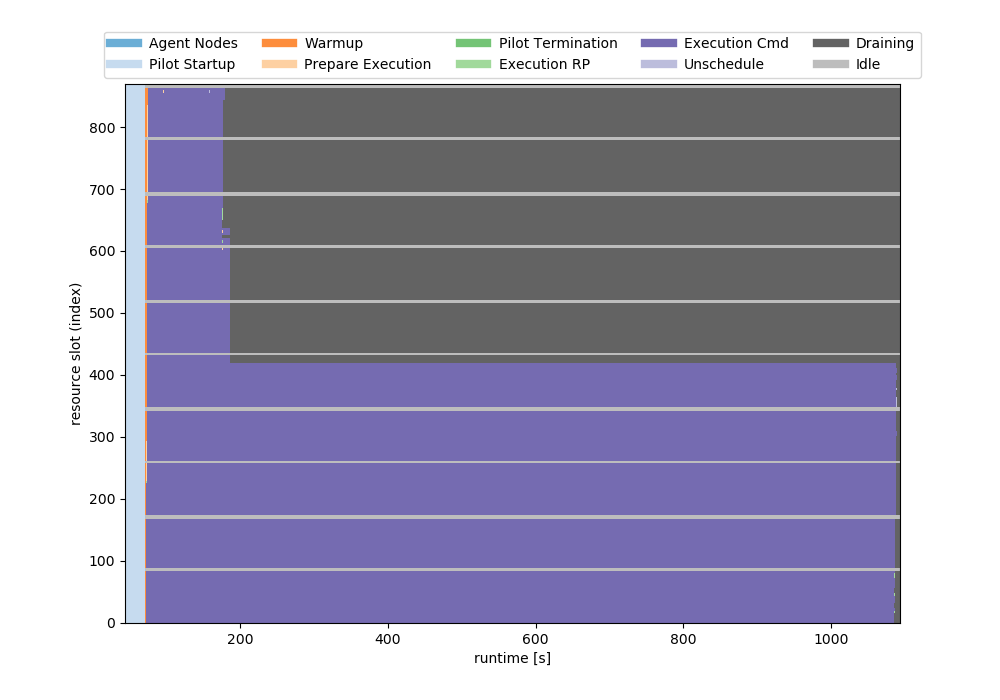 Agent Nodes Warmup Pilot Termination Execution Cmd Draining
Pilot Startup Prepare Execution Execution RP Unschedule Idle
800
700
600
500
400
300
200
100
0
resource slot (index)
200 400 600 800 1000
runtime [s]